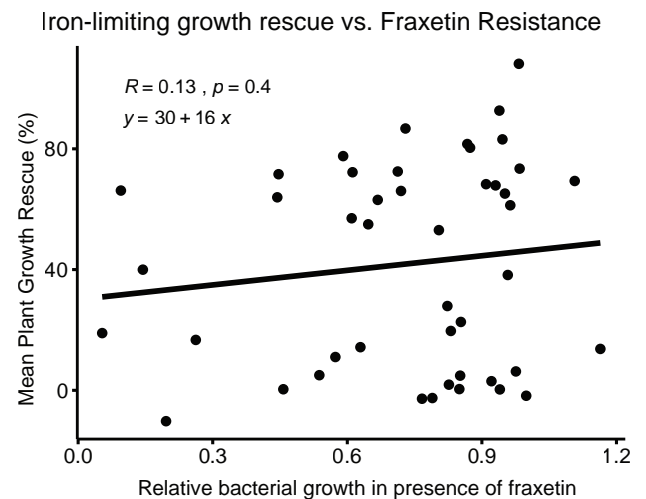 Iron-limiting growth rescue vs. Fraxetin Resistance
R = 0.13 , p = 0.4
y = 30 + 16 x
Mean Plant Growth Rescue (%)
80
40
0
0.0 0.3 0.6 0.9 1.2
Relative bacterial growth in presence of fraxetin